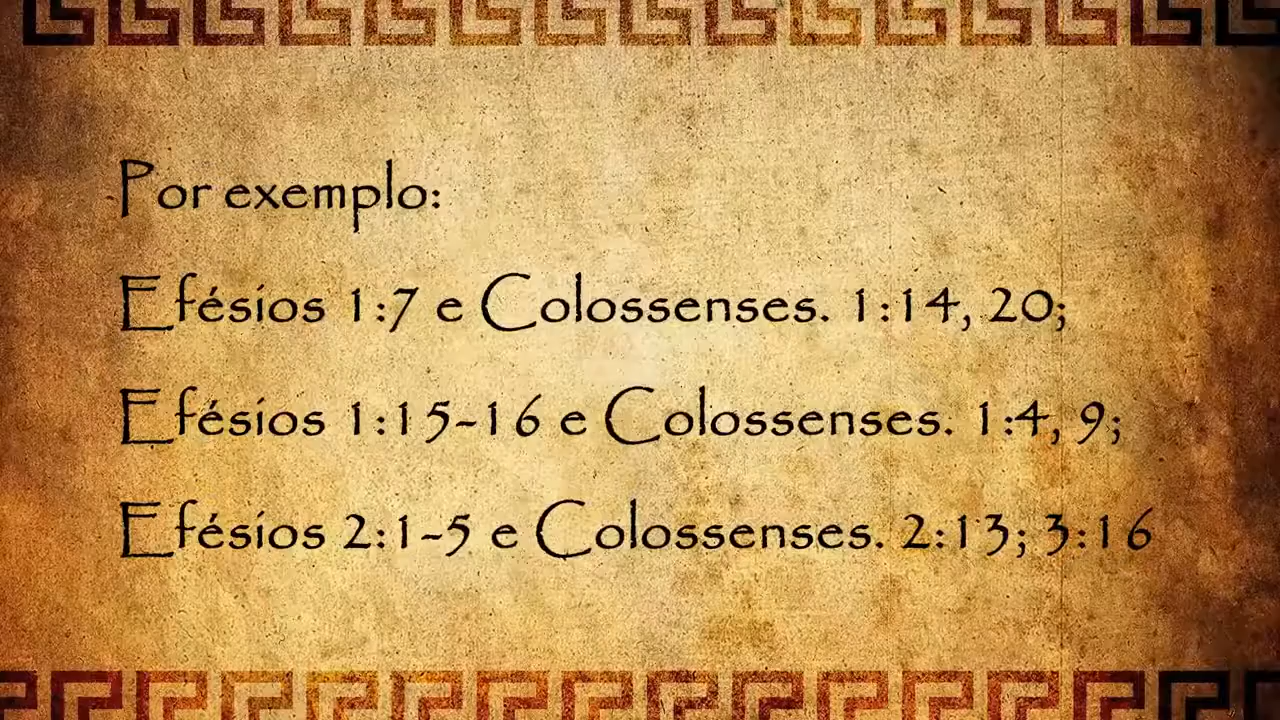 Por exemplo:
Efésios 1:7 e Colossenses. 1:14, 20;
Efésios 1:15-16 e Colossenses. 1:4, 9;
Efésios 2:1-5 e Colossenses. 2:13; 3:16